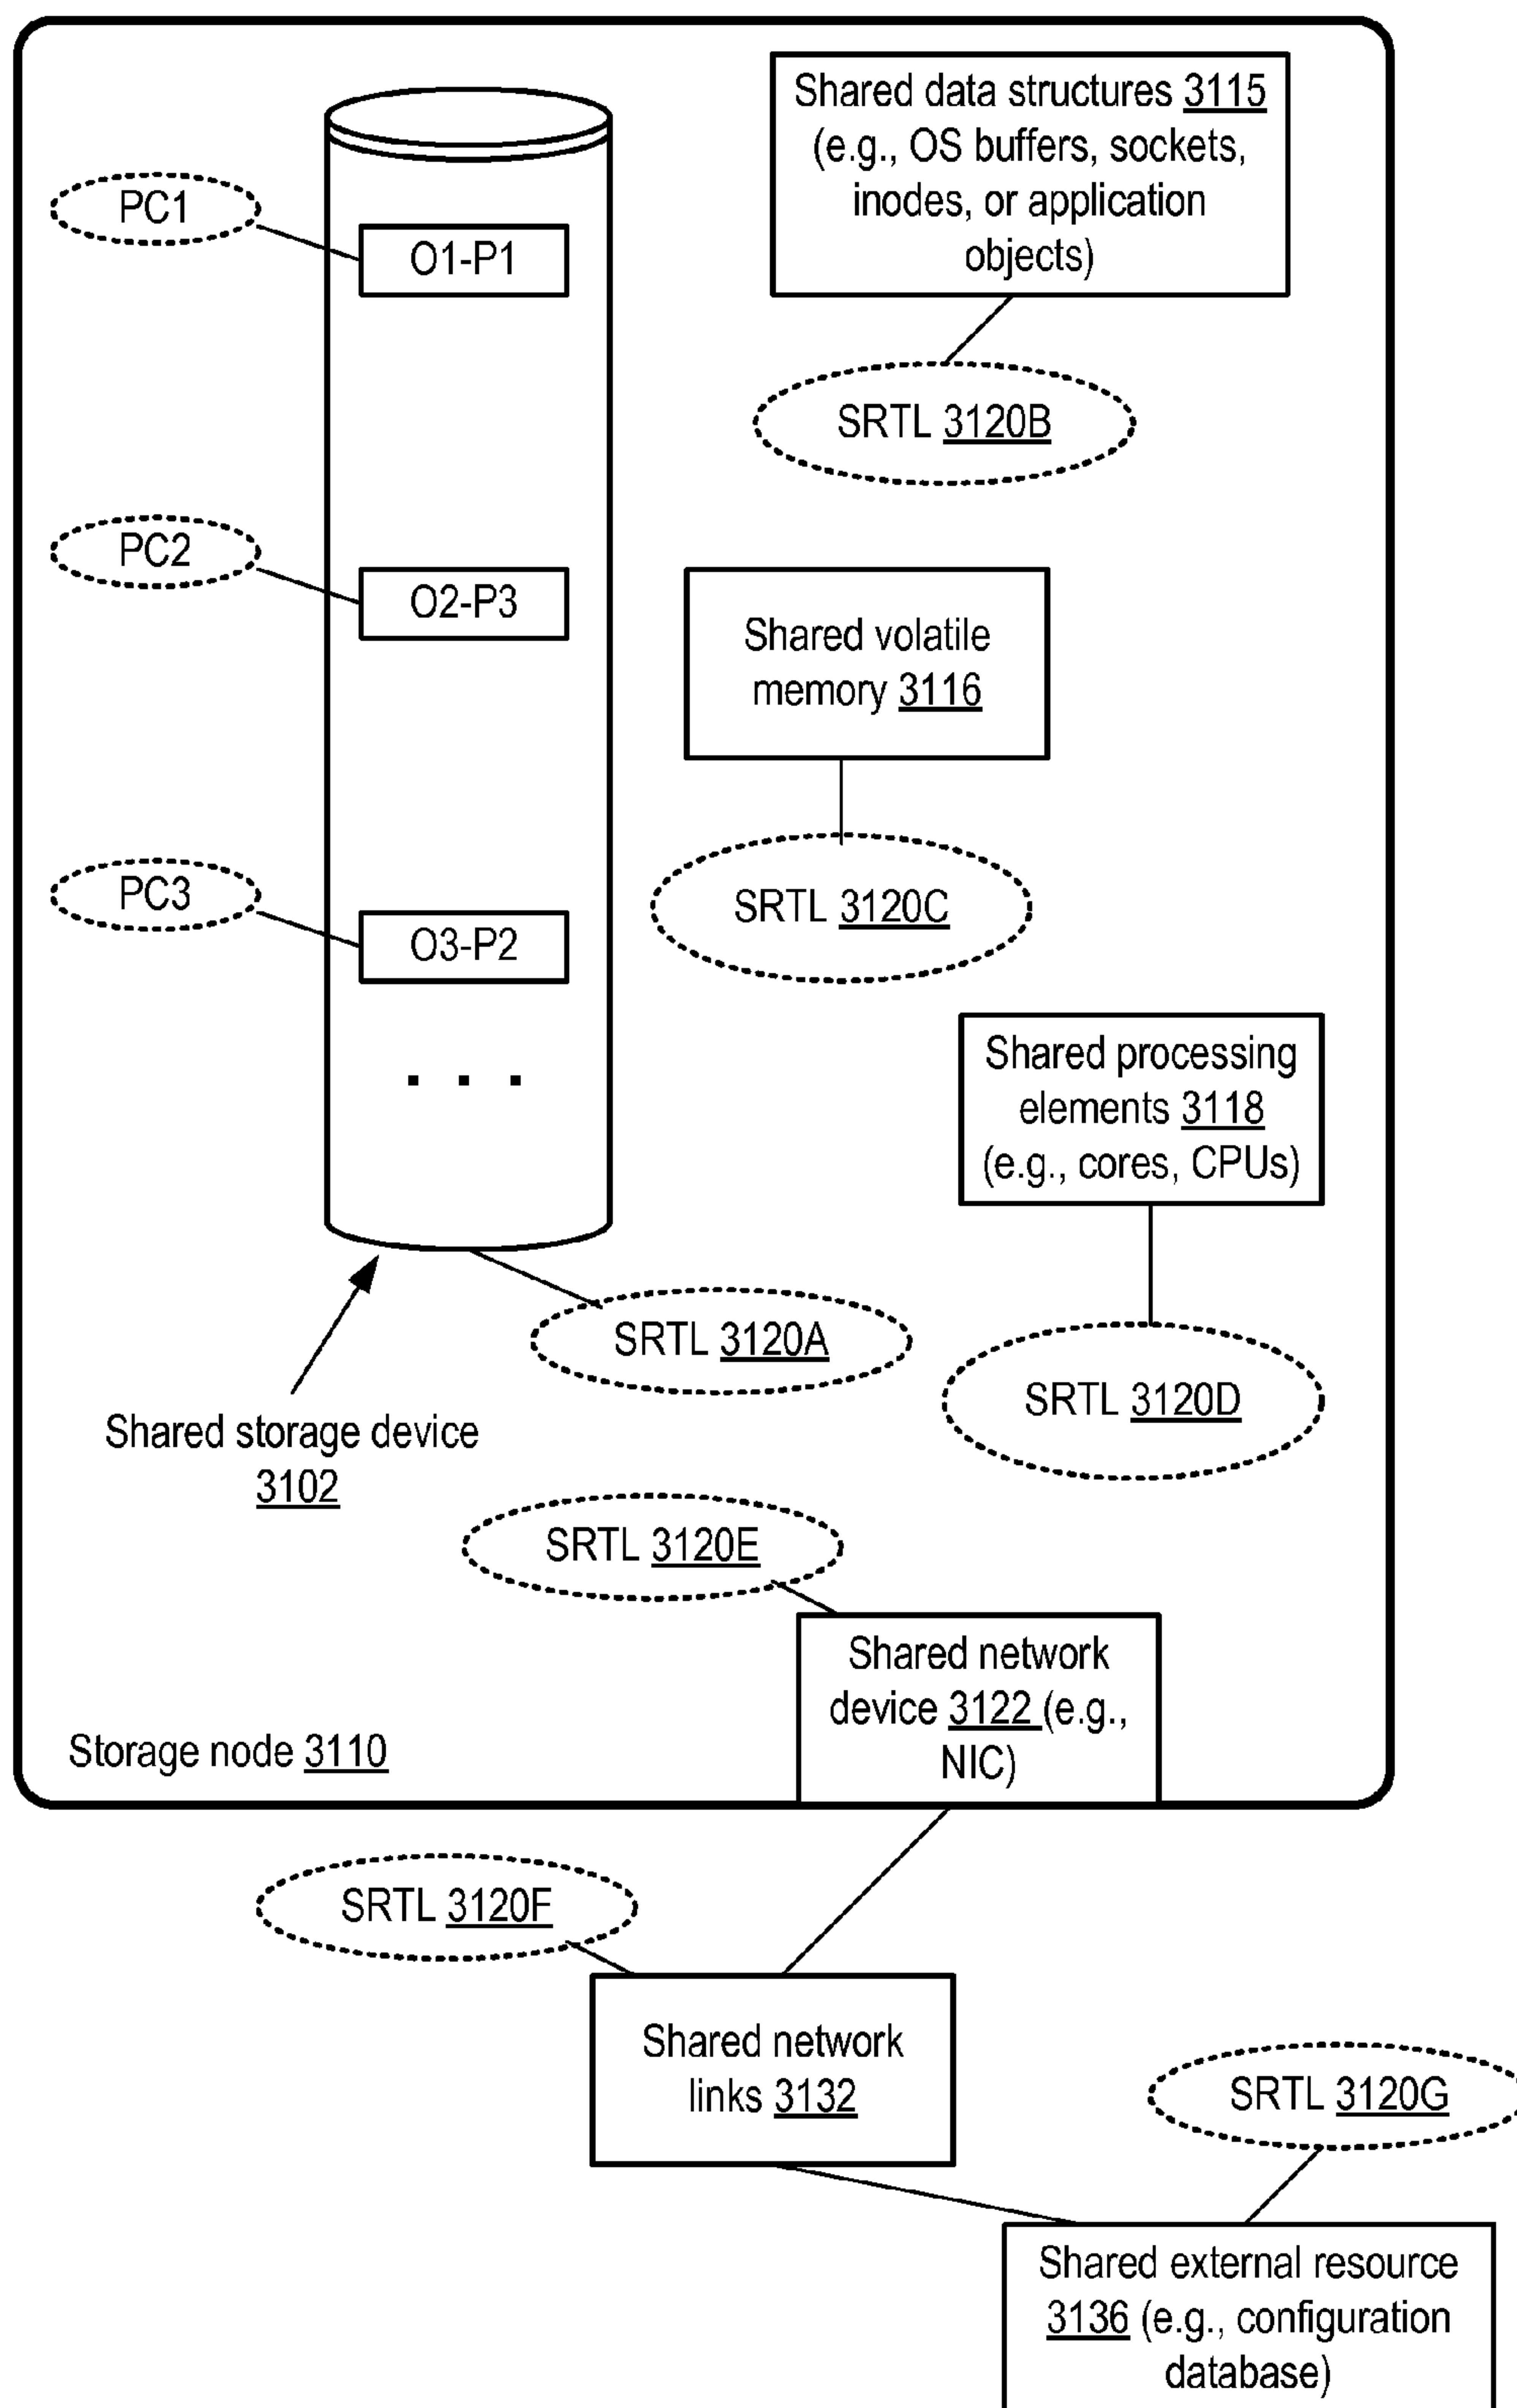 Shared data structures 3115
(e.g., OS buffers, sockets,
inodes, or application
objects)
PC1
O1-P1
SRTL 3120B
PC2
O2-P3
Shared volatile
memory 3116
PC3
O3-P2
SRTL 3120C
Shared processing
elements 3118
(e.g., cores, CPUs)
. . .
SRTL 3120A
SRTL 3120D
Shared storage device
3102
SRTL 3120E
Shared network
device 3122 (e.g.,
NIC)
Storage node 3110
SRTL 3120F
Shared network
links 3132
SRTL 3120G
Shared external resource
3136 (e.g., configuration
database)